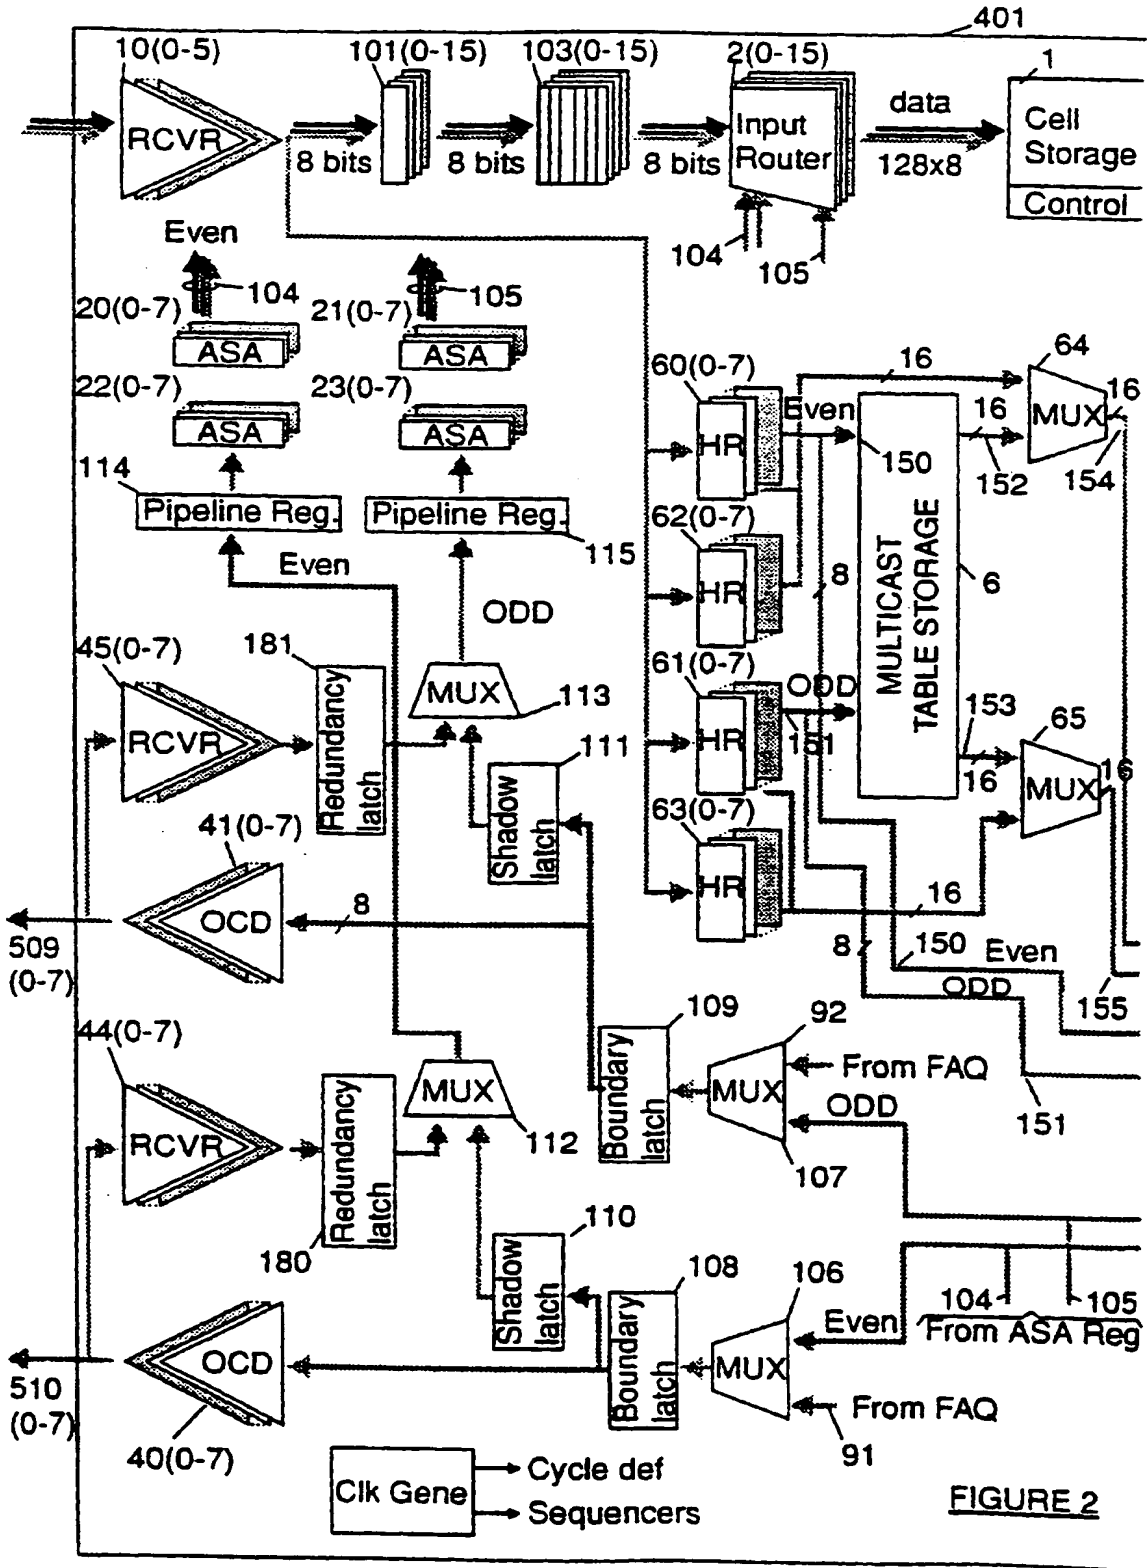 401
10(0-5)
101(0-15)
103(0-15)
2(0-15)
1
RCVR
8 bits
8 bits
8 bits
Input
Router
data
128x8
Cell
Storage
Control
104
105
Even
104
105
20(0-7)
ASA
21(0-7)
ASA
22(0-7)
ASA
23(0-7)
ASA
114
Pipeline Reg.
Pipeline Reg.
115
Even
ODD
60(0-7)
HR
Even
150
16
64
MUX
16
152
16
154
62(0-7)
HR
8
MULTICAST
TABLE STORAGE
6
61(0-7)
HR
ODD
151
153
16
65
MUX
16
63(0-7)
HR
16
8
150
Even
ODD
155
151
45(0-7)
RCVR
181
Redundancy
latch
MUX
113
111
Shadow
latch
41(0-7)
OCD
8
509
(0-7)
44(0-7)
RCVR
Redundancy
latch
180
MUX
112
109
Boundary
latch
92
MUX
From FAQ
ODD
107
110
Shadow
latch
108
Boundary
latch
106
MUX
Even
104
105
From ASA Reg
From FAQ
91
OCD
510
(0-7)
40(0-7)
Clk Gene
Cycle def
Sequencers
FIGURE 2